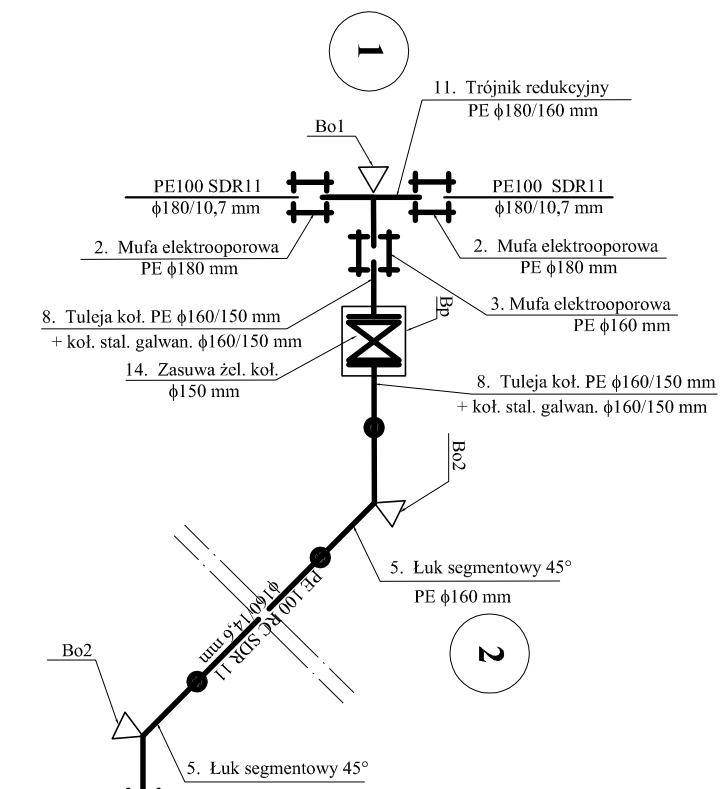 1
11. Trójnik redukcyjny
PE ϕ180/160 mm
Bo1
PE100 SDR11
ϕ180/10,7 mm
PE100 SDR11
ϕ180/10,7 mm
2. Mufa elektrooporowa
PE ϕ180 mm
2. Mufa elektrooporowa
PE ϕ180 mm
3. Mufa elektrooporowa
PE ϕ160 mm
Bp
8. Tuleja koł. PE ϕ160/150 mm
+ koł. stal. galwan. ϕ160/150 mm
14. Zasuwa żel. koł.
ϕ150 mm
8. Tuleja koł. PE ϕ160/150 mm
+ koł. stal. galwan. ϕ160/150 mm
Bo2
5. Łuk segmentowy 45°
PE ϕ160 mm
PE 100 RC SDR 11
ϕ160/14,6 mm
2
Bo2
5. Łuk segmentowy 45°